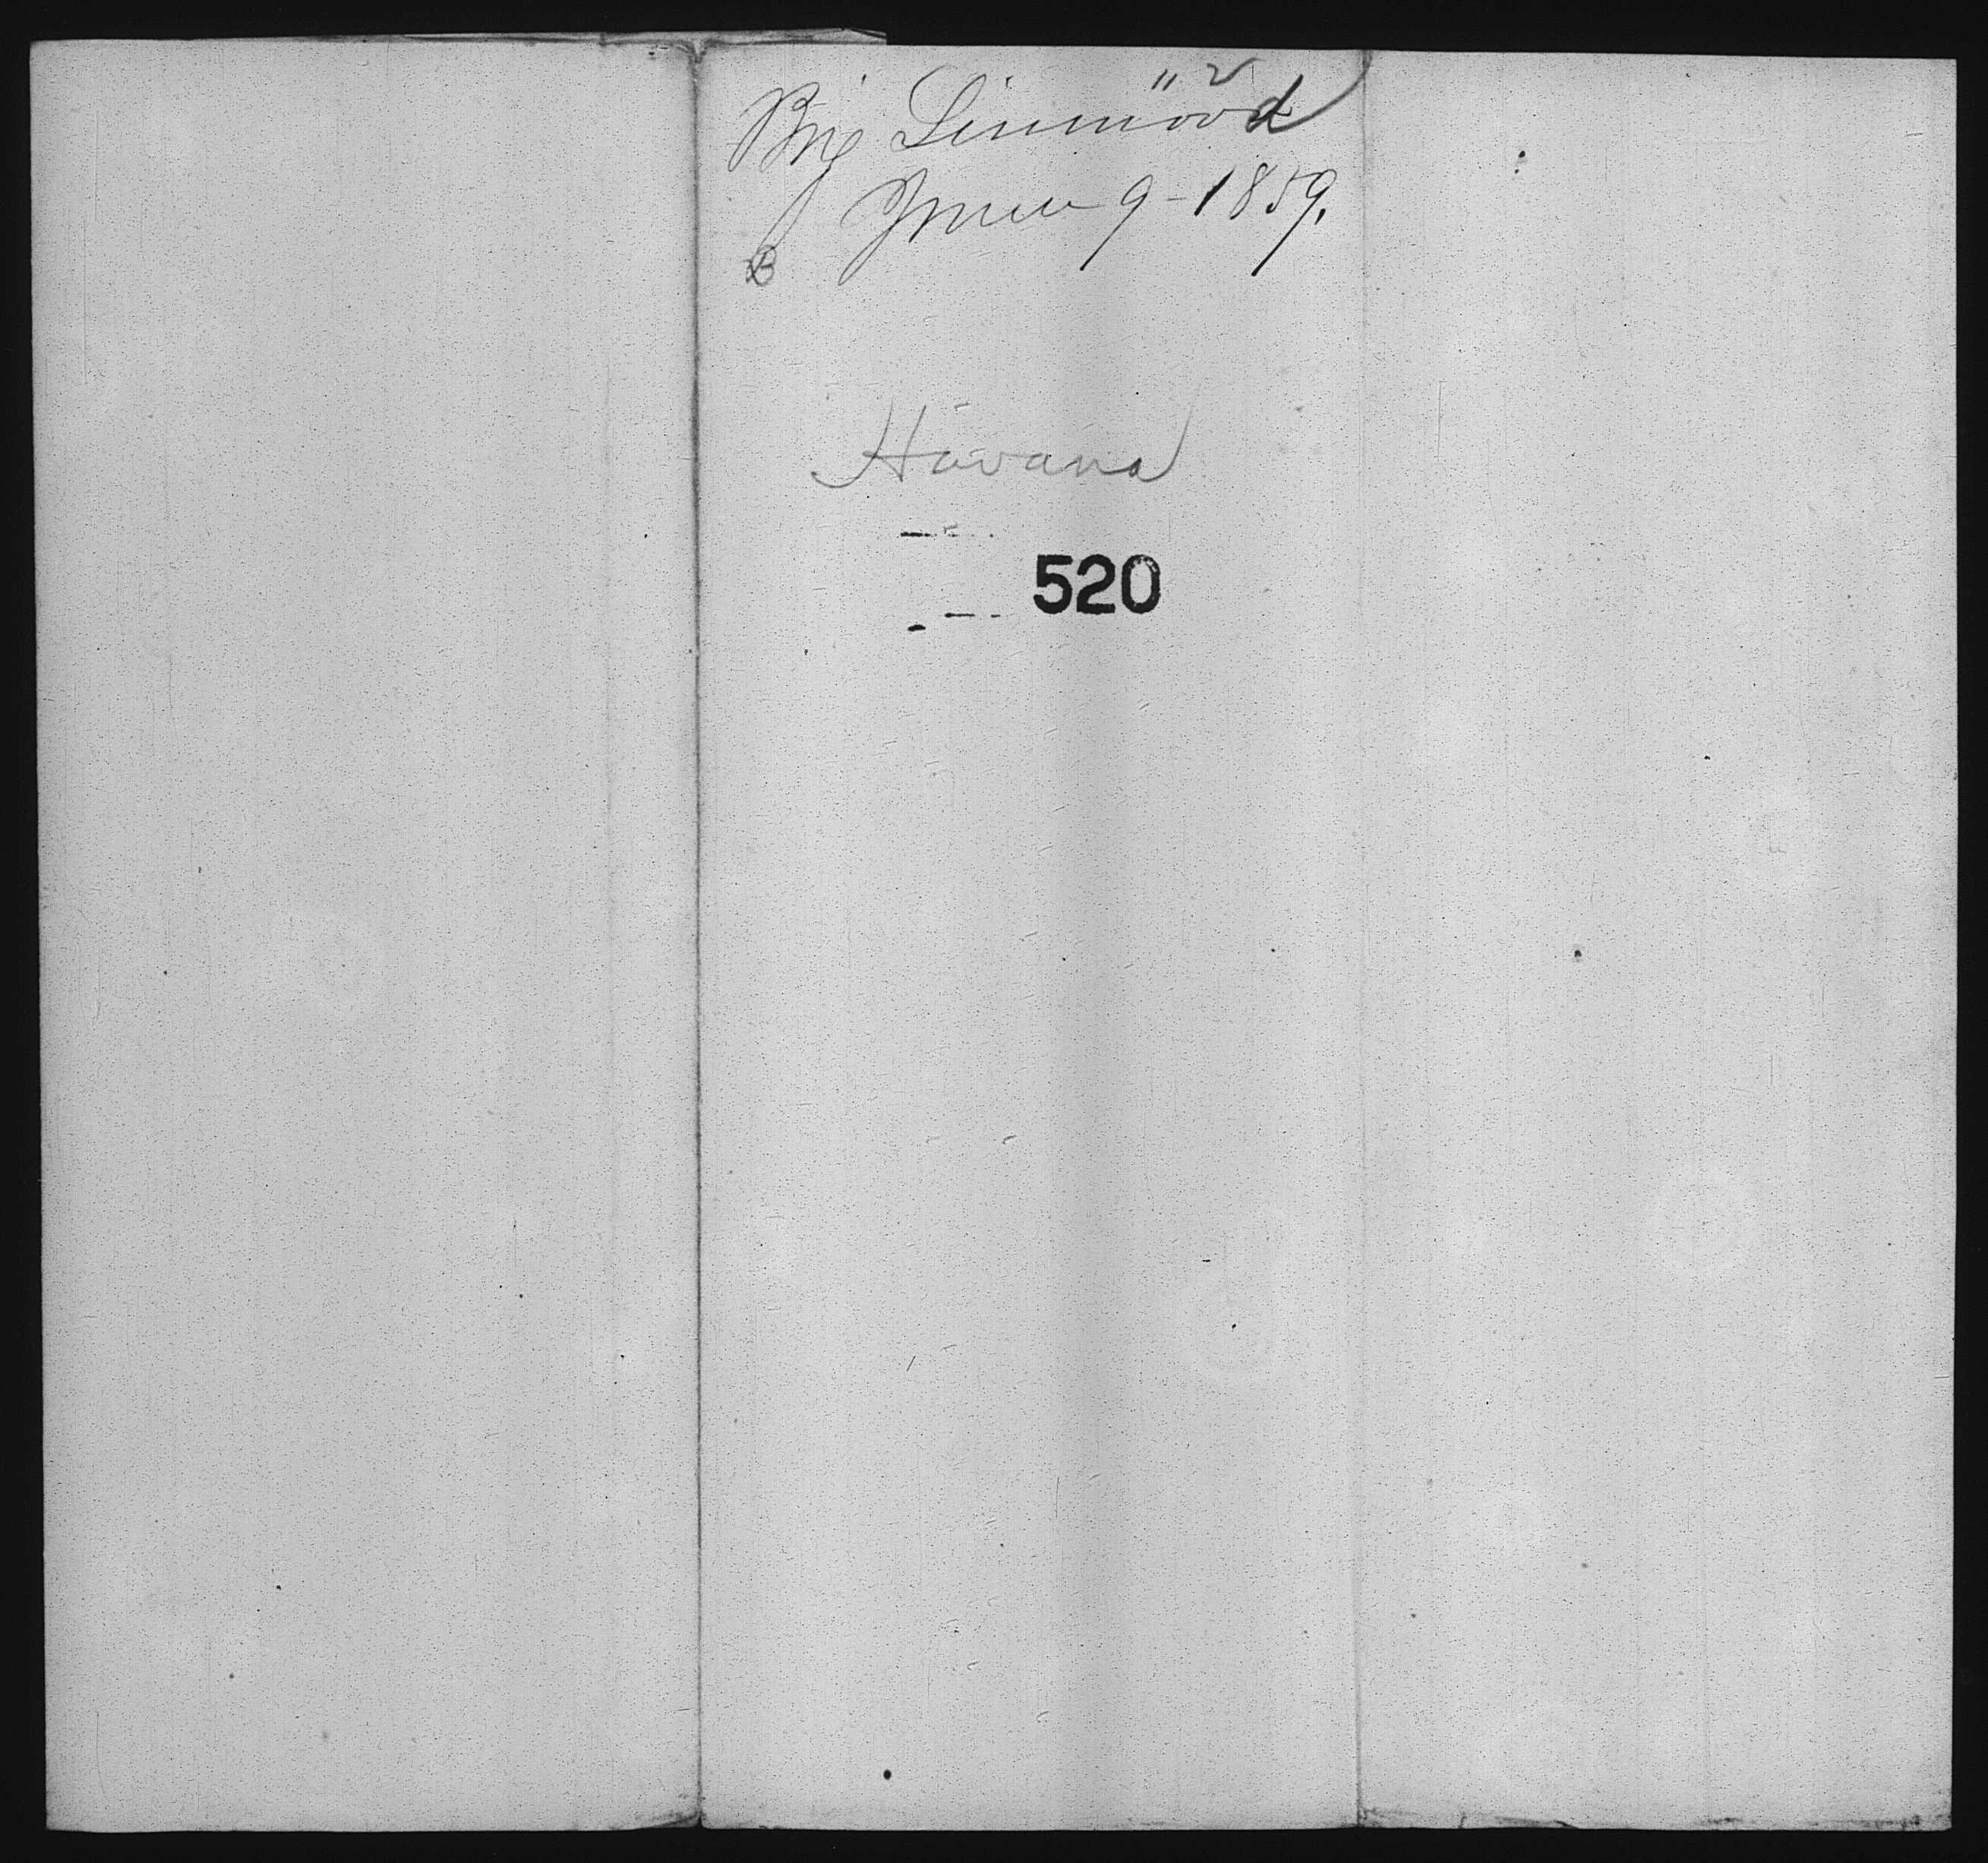 Brig Linwood
June 9-1859.
B
Havana
520